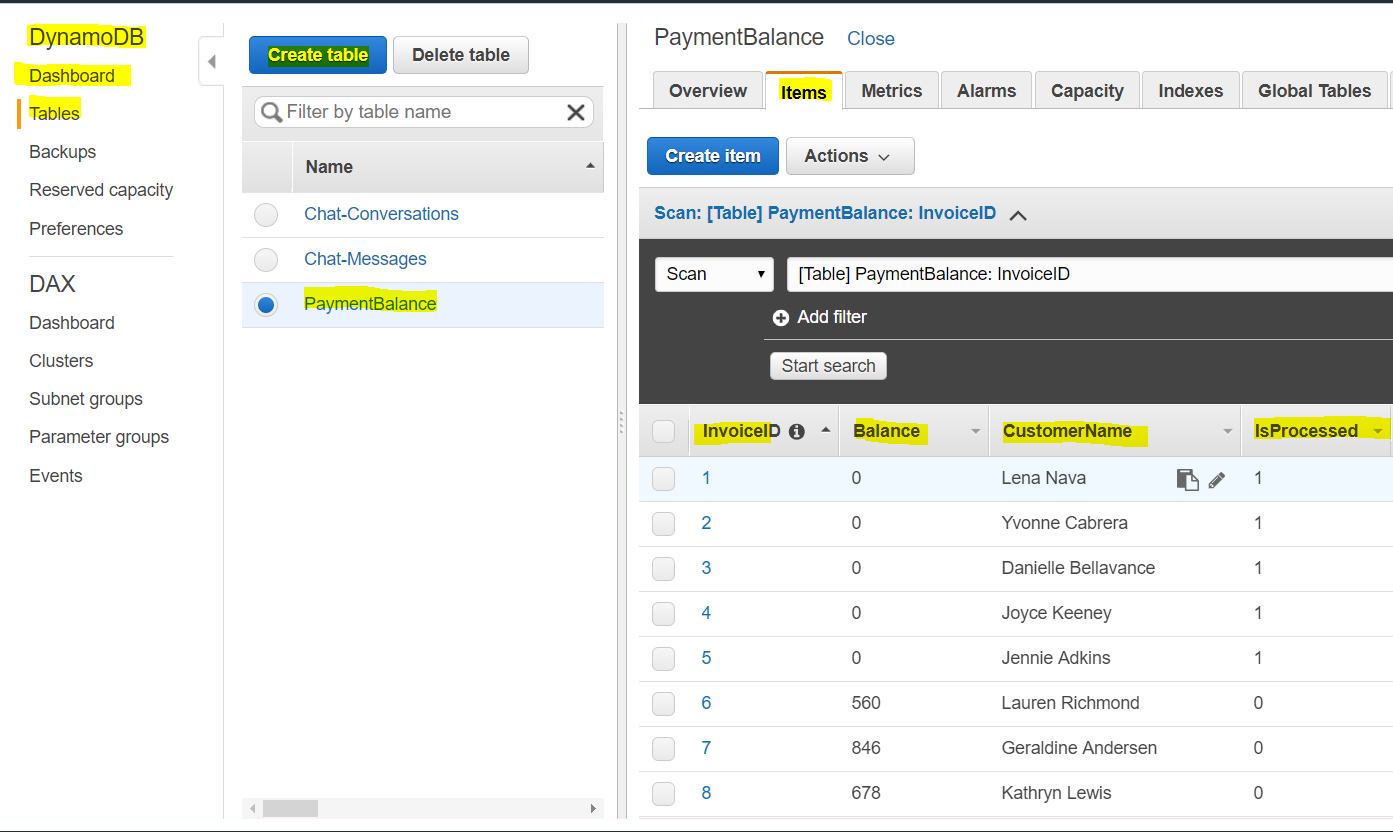 DynamoDB
Dashboard
Tables
Backups
Reserved capacity
Preferences
DAX
Dashboard
Clusters
Subnet groups
Parameter groups
Events
Create table
Delete table
Filter by table name
Name
Chat-Conversations
Chat-Messages
PaymentBalance
PaymentBalance Close
Overview Items Metrics Alarms Capacity Indexes Global Tables
Create item Actions
Scan: [Table] PaymentBalance: InvoiceID
Scan [Table] PaymentBalance: InvoiceID
Add filter
Start search
InvoiceID Balance CustomerName IsProcessed
1 0 Lena Nava 1
2 0 Yvonne Cabrera 1
3 0 Danielle Bellavance 1
4 0 Joyce Keeney 1
5 0 Jennie Adkins 1
6 560 Lauren Richmond 0
7 846 Geraldine Andersen 0
8 678 Kathryn Lewis 0